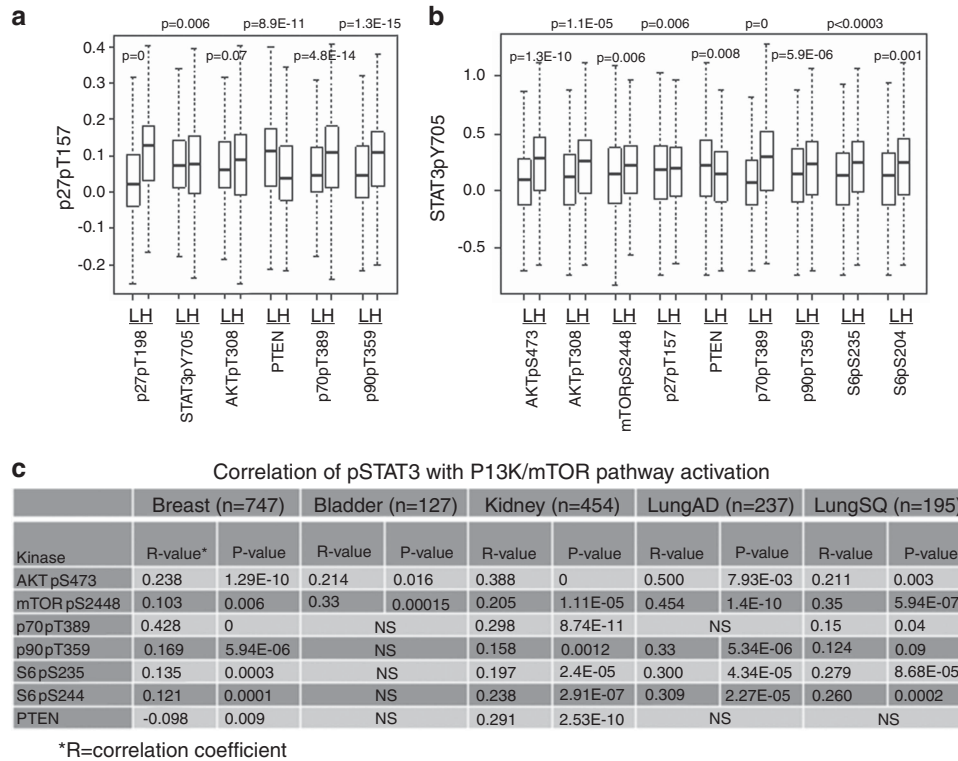 a
p=0.006 p=8.9E-11 p=1.3E-15
p=0 p=0.07 p=4.8E-14
p27pT157
0.4
0.3
0.2
0.1
0.0
-0.1
-0.2
LH LH LH LH LH LH
p27pT198
STAT3pY705
AKTpT308
PTEN
p70pT389
p90pT359
b
p=1.1E-05 p=0.006 p=0 p<0.0003
p=1.3E-10 p=0.006 p=0.008 p=5.9E-06 p=0.001
STAT3pY705
1.0
0.5
0.0
-0.5
LH LH LH LH LH LH LH LH LH
AKTpS473
AKTpT308
mTORpS2448
p27pT157
PTEN
p70pT389
p90pT359
S6pS235
S6pS204
c
Correlation of pSTAT3 with P13K/mTOR pathway activation
Breast (n=747) Bladder (n=127) Kidney (n=454) LungAD (n=237) LungSQ (n=195)
Kinase R-value* P-value R-value P-value R-value P-value R-value P-value R-value P-value
AKT pS473 0.238 1.29E-10 0.214 0.016 0.388 0 0.500 7.93E-03 0.211 0.003
mTOR pS2448 0.103 0.006 0.33 0.00015 0.205 1.11E-05 0.454 1.4E-10 0.35 5.94E-07
p70pT389 0.428 0 NS 0.298 8.74E-11 NS 0.15 0.04
p90pT359 0.169 5.94E-06 NS 0.158 0.0012 0.33 5.34E-06 0.124 0.09
S6pS235 0.135 0.0003 NS 0.197 2.4E-05 0.300 4.34E-05 0.279 8.68E-05
S6pS244 0.121 0.0001 NS 0.238 2.91E-07 0.309 2.27E-05 0.260 0.0002
PTEN -0.098 0.009 NS 0.291 2.53E-10 NS NS
*R=correlation coefficient